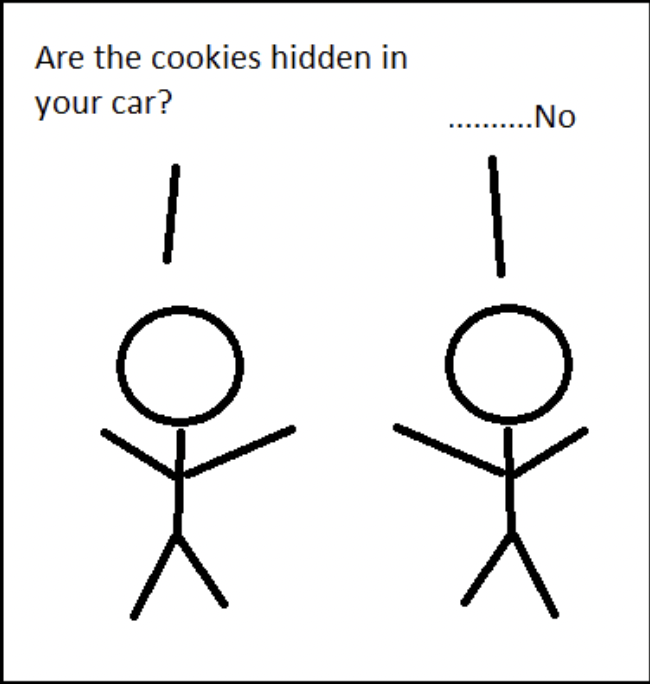 Are the cookies hidden in
your car?
..........No